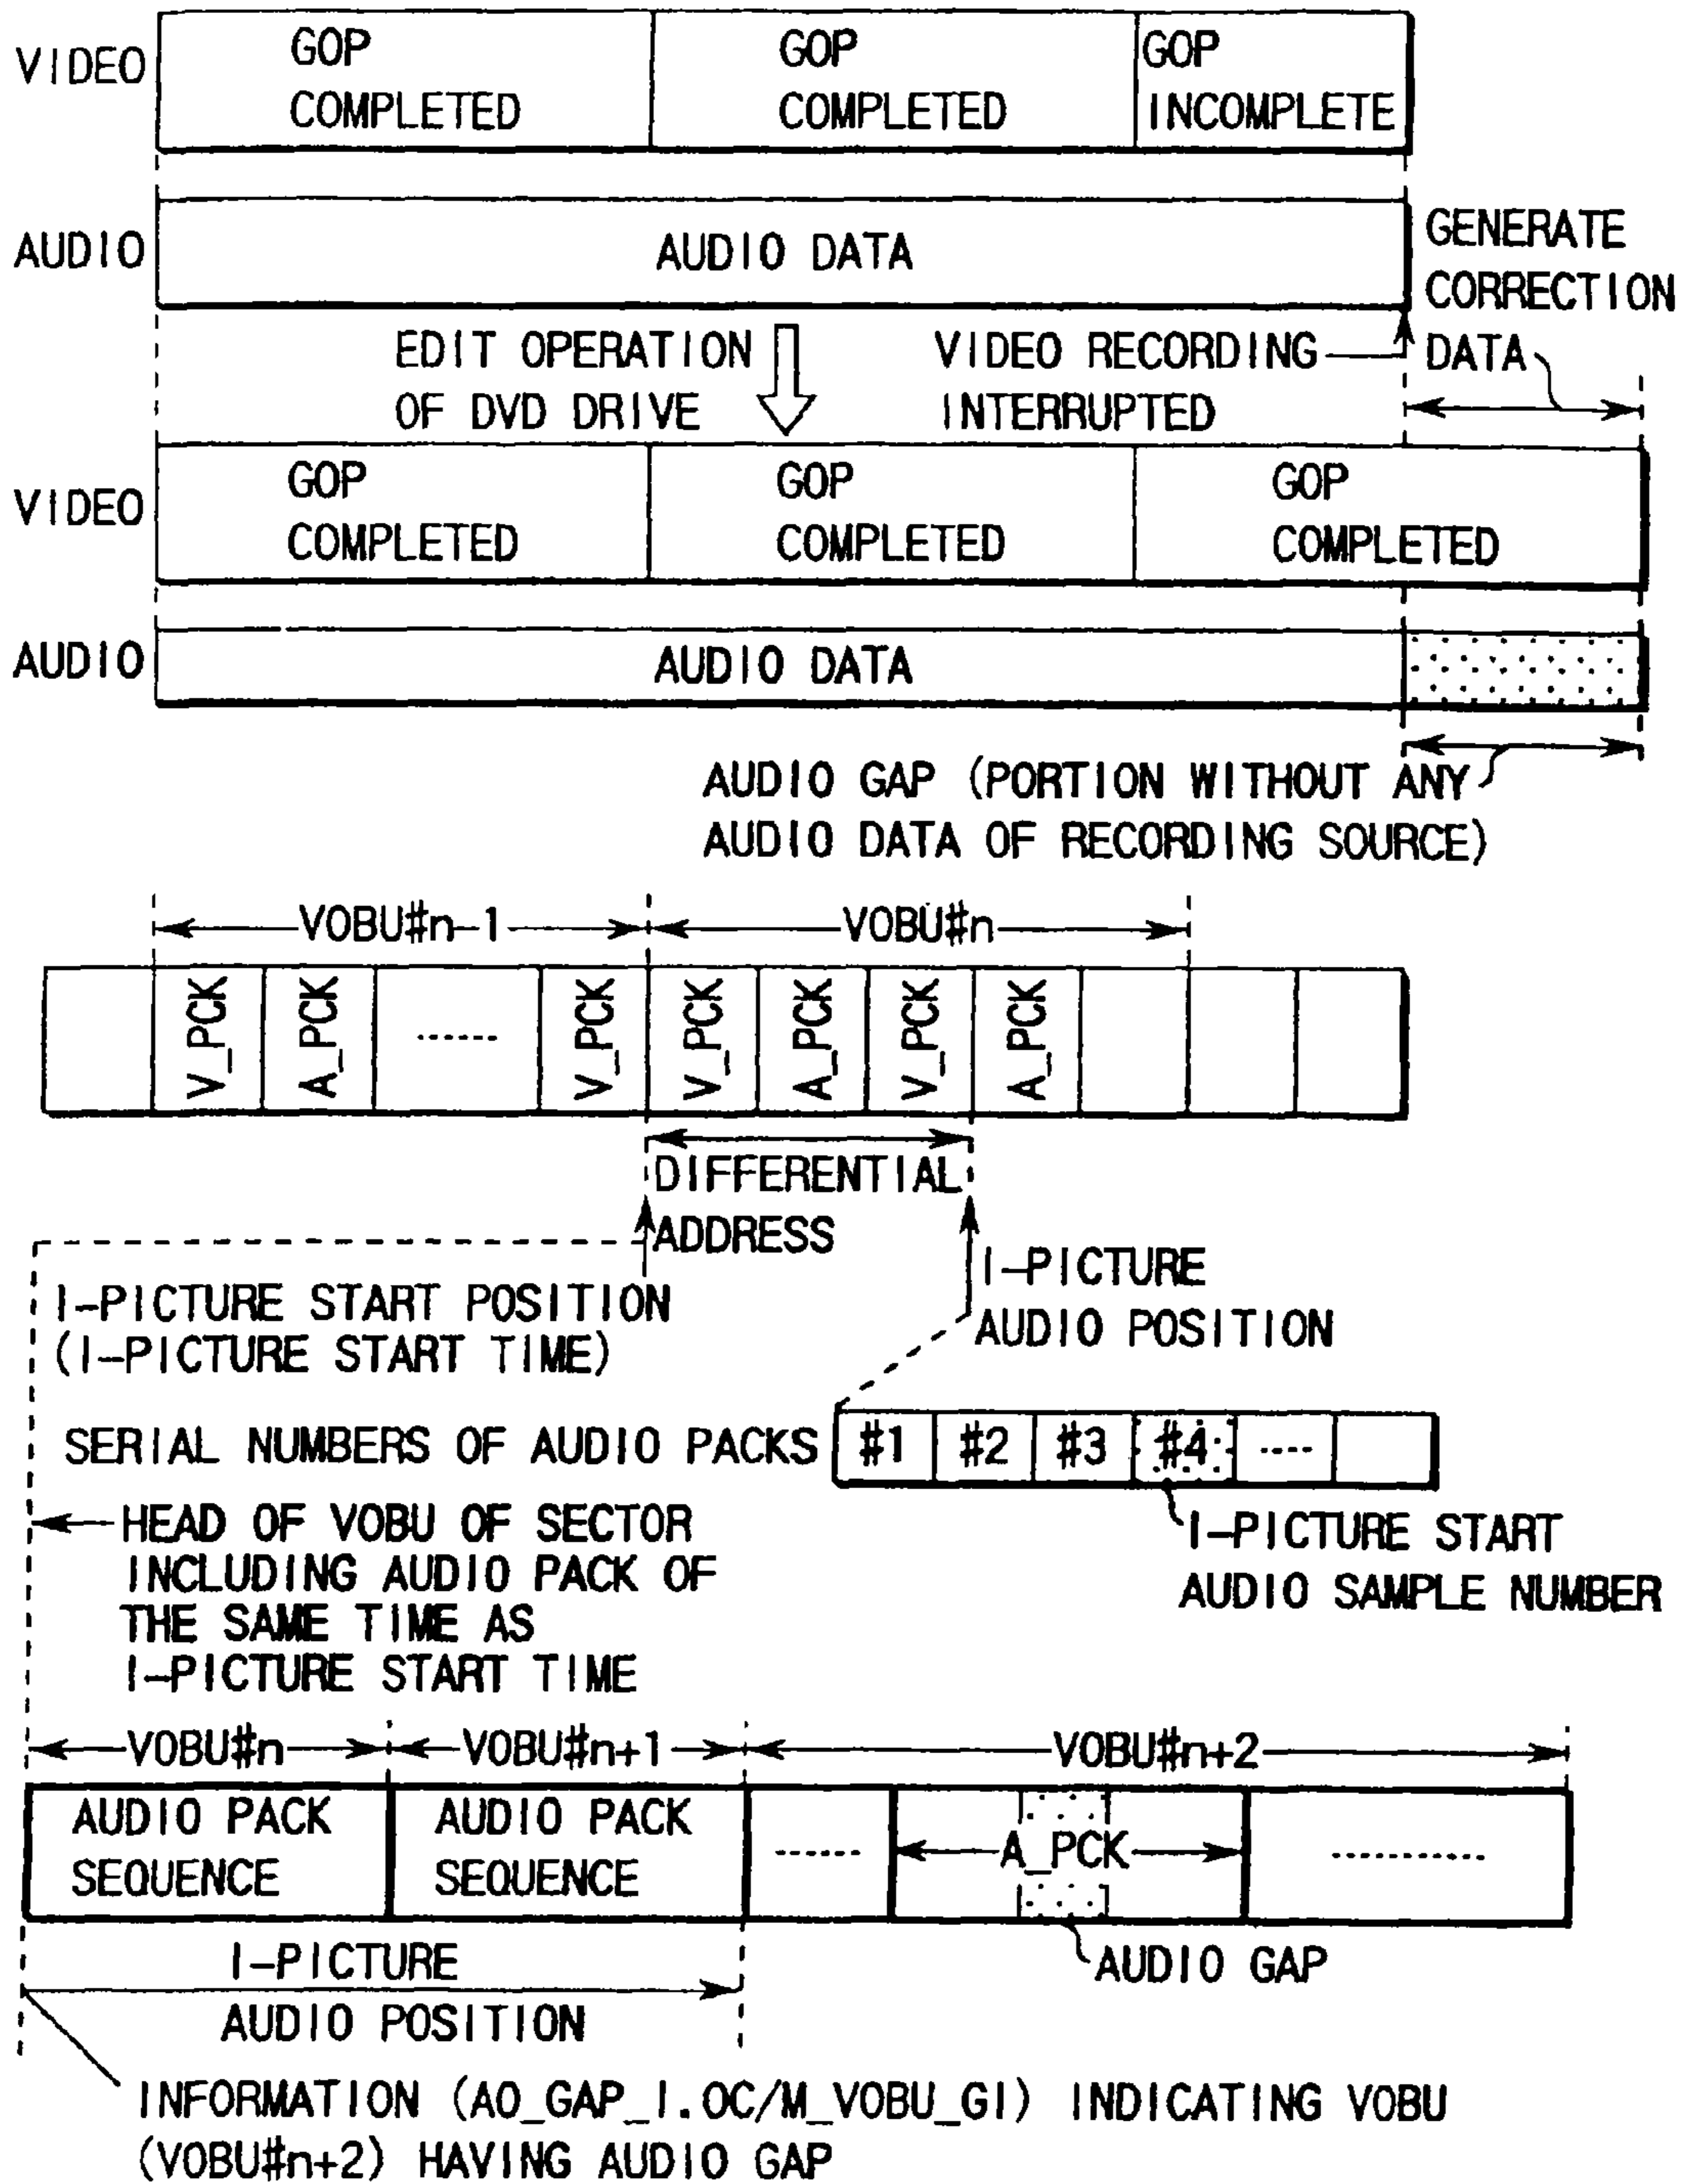 VIDEO
GOP COMPLETED
GOP COMPLETED
GOP INCOMPLETE
AUDIO
AUDIO DATA
GENERATE
CORRECTION
DATA
EDIT OPERATION
OF DVD DRIVE
VIDEO RECORDING
INTERRUPTED
VIDEO
GOP COMPLETED
GOP COMPLETED
GOP COMPLETED
AUDIO
AUDIO DATA
AUDIO GAP (PORTION WITHOUT ANY
AUDIO DATA OF RECORDING SOURCE)
VOBU#n-1
VOBU#n
V_PCK
A_PCK
------
V_PCK
V_PCK
A_PCK
V_PCK
A_PCK
DIFFERENTIAL
ADDRESS
I-PICTURE START POSITION
(I-PICTURE START TIME)
I-PICTURE
AUDIO POSITION
SERIAL NUMBERS OF AUDIO PACKS
#1 #2 #3 #4 ----
I-PICTURE START
AUDIO SAMPLE NUMBER
HEAD OF VOBU OF SECTOR
INCLUDING AUDIO PACK OF
THE SAME TIME AS
I-PICTURE START TIME
VOBU#n
VOBU#n+1
VOBU#n+2
AUDIO PACK
SEQUENCE
AUDIO PACK
SEQUENCE
------
A_PCK
-----------
AUDIO GAP
I-PICTURE
AUDIO POSITION
INFORMATION (A0_GAP_I.OC/M_VOBU_GI) INDICATING VOBU
(VOBU#n+2) HAVING AUDIO GAP